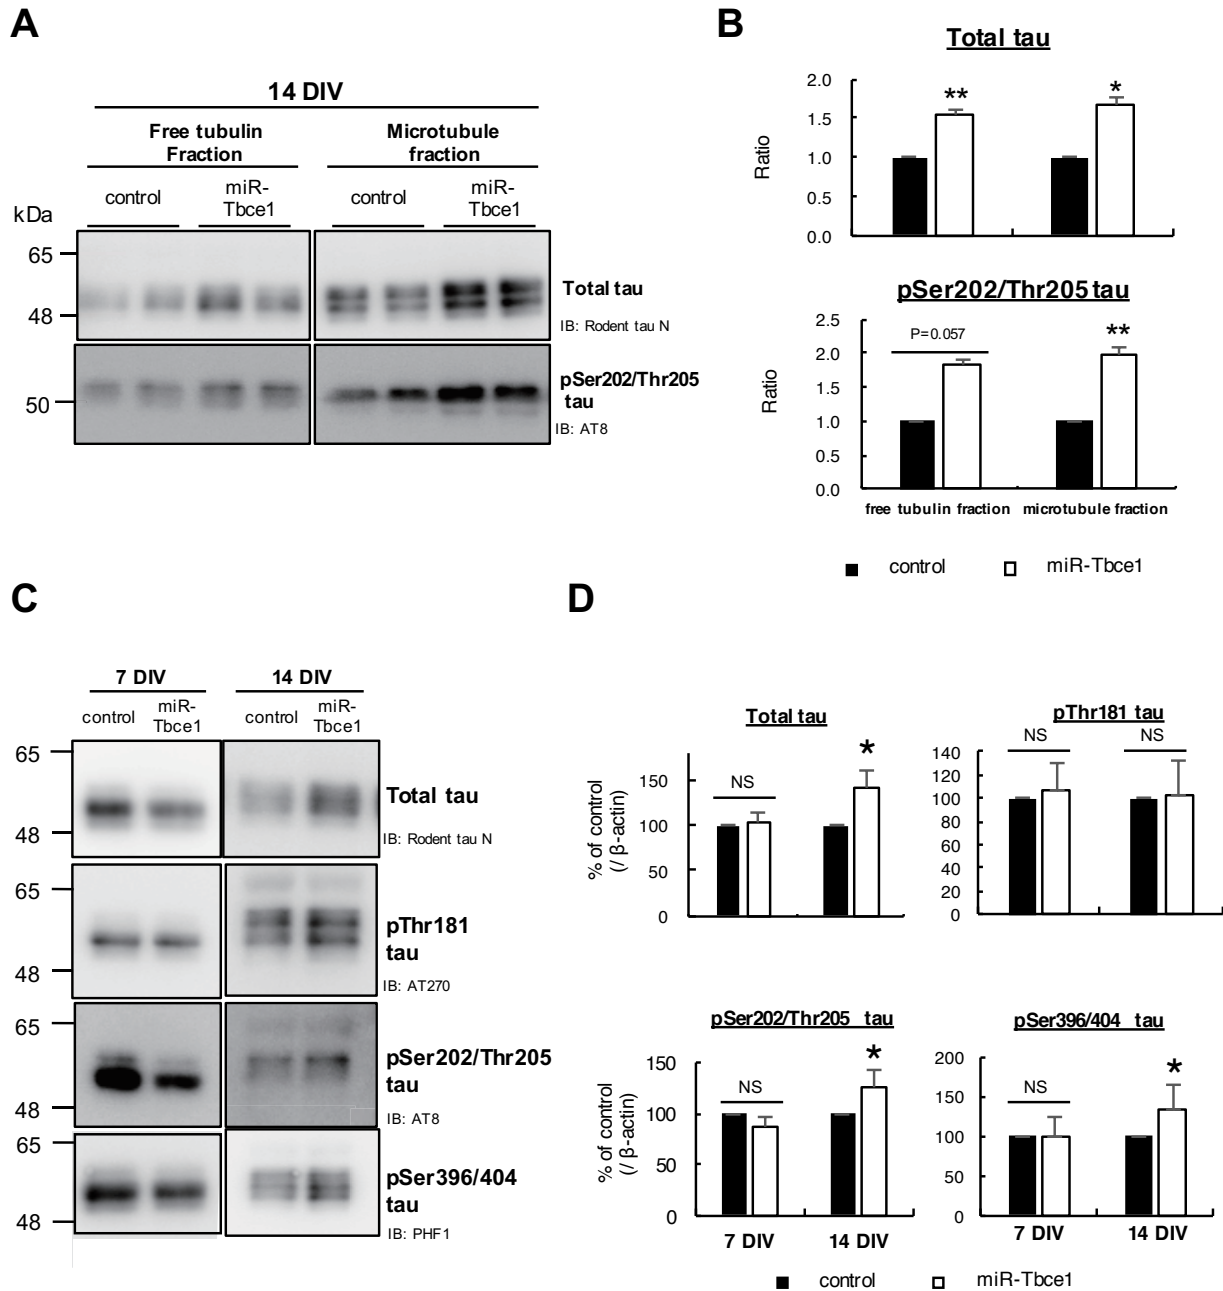 A
14 DIV
Free tubulin
Fraction
Microtubule
fraction
control
miR-
Tbce1
control
miR-
Tbce1
kDa
65
48
Total tau
IB: Rodent tau N
50
pSer202/Thr205
tau
IB: AT8
B
Total tau
Ratio
2.0
1.5
1.0
0.5
0.0
**
*
pSer202/Thr205 tau
Ratio
2.5
2.0
1.5
1.0
0.5
0.0
P=0.057
**
free tubulin fraction
microtubule fraction
control
miR-Tbce1
C
7 DIV
14 DIV
control
miR-
Tbce1
control
miR-
Tbce1
65
48
Total tau
IB: Rodent tau N
65
48
pThr181
tau
IB: AT270
65
48
pSer202/Thr205
tau
IB: AT8
65
48
pSer396/404
tau
IB: PHF1
D
Total tau
% of control
(/ β-actin)
150
100
50
0
NS
*
pThr181 tau
140
120
100
80
60
40
20
0
NS
NS
pSer202/Thr205 tau
% of control
(/ β-actin)
150
100
50
0
NS
*
7 DIV
14 DIV
pSer396/404 tau
200
150
100
50
0
NS
*
7 DIV
14 DIV
control
miR-Tbce1